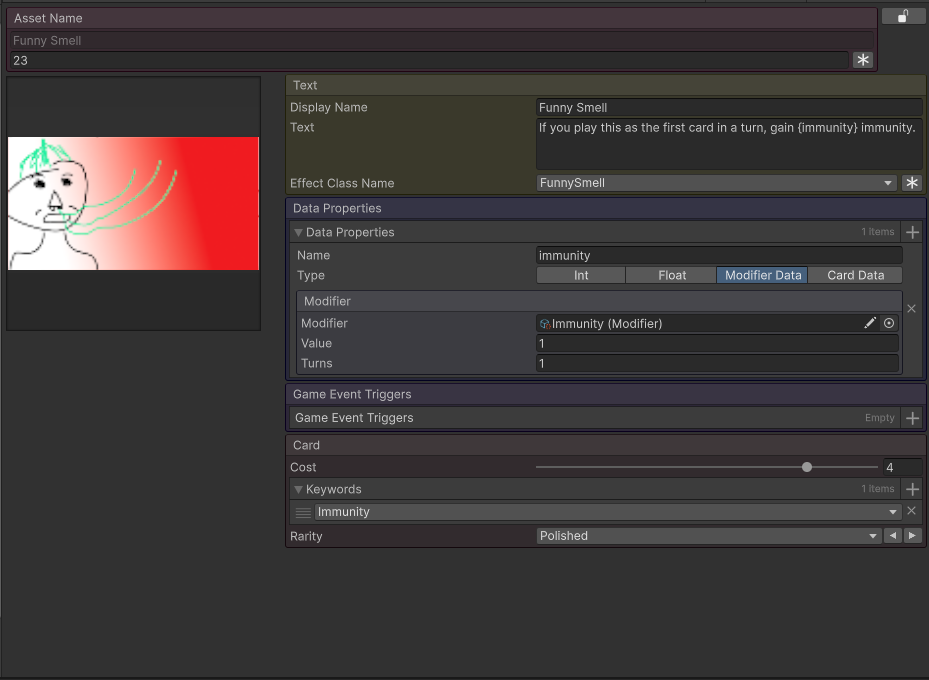 Asset Name
Funny Smell
23
Text
Display Name Funny Smell
Text If you play this as the first card in a turn, gain {immunity} immunity.
Effect Class Name FunnySmell
Data Properties
Data Properties 1 Items
Name immunity
Type Int Float Modifier Data Card Data
Modifier
Modifier Immunity (Modifier)
Value 1
Turns 1
Game Event Triggers
Game Event Triggers Empty
Card
Cost 4
Keywords 1 Items
Immunity
Rarity Polished